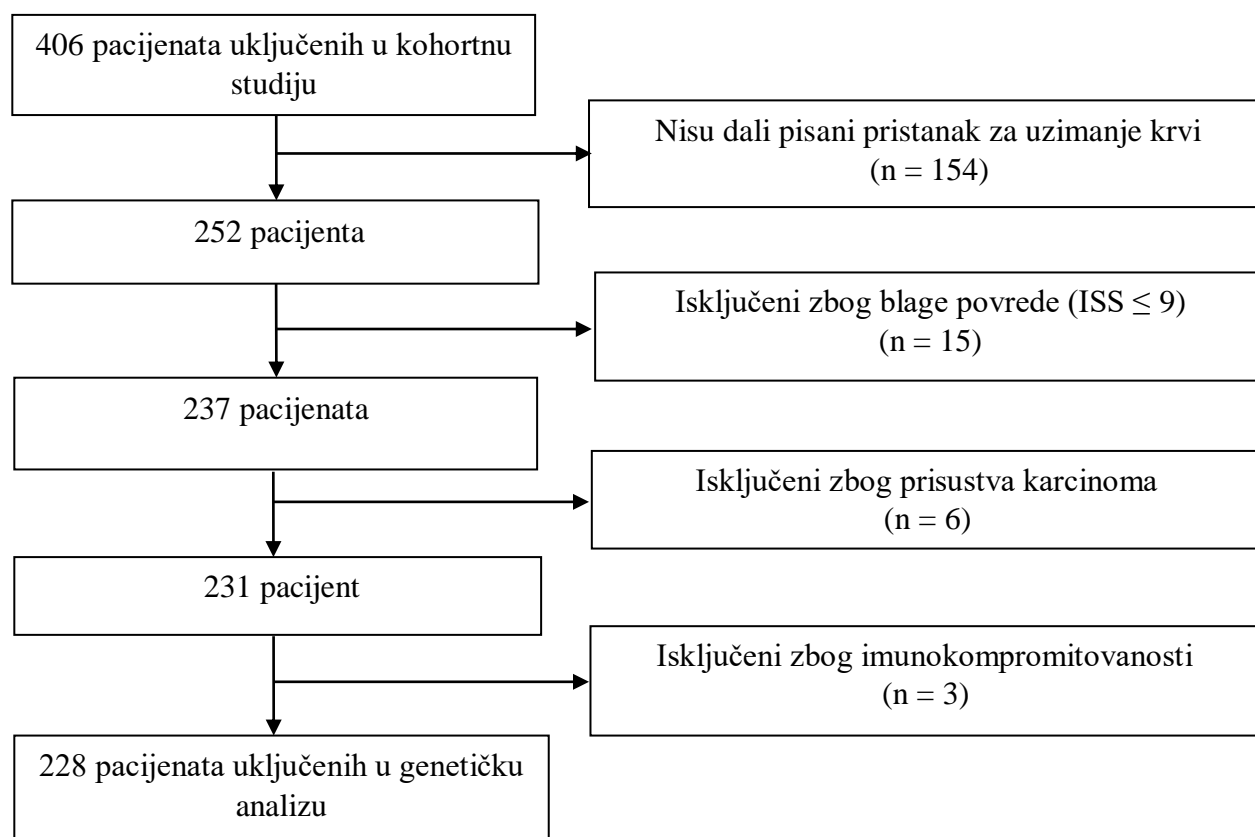 406 pacijenata uključenih u kohortnu
studiju
Nisu dali pisani pristanak za uzimanje krvi
(n = 154)
252 pacijenta
Isključeni zbog blage povrede (ISS ≤ 9)
(n = 15)
237 pacijenata
Isključeni zbog prisustva karcinoma
(n = 6)
231 pacijent
Isključeni zbog imunokompromitovanosti
(n = 3)
228 pacijenata uključenih u genetičku
analizu